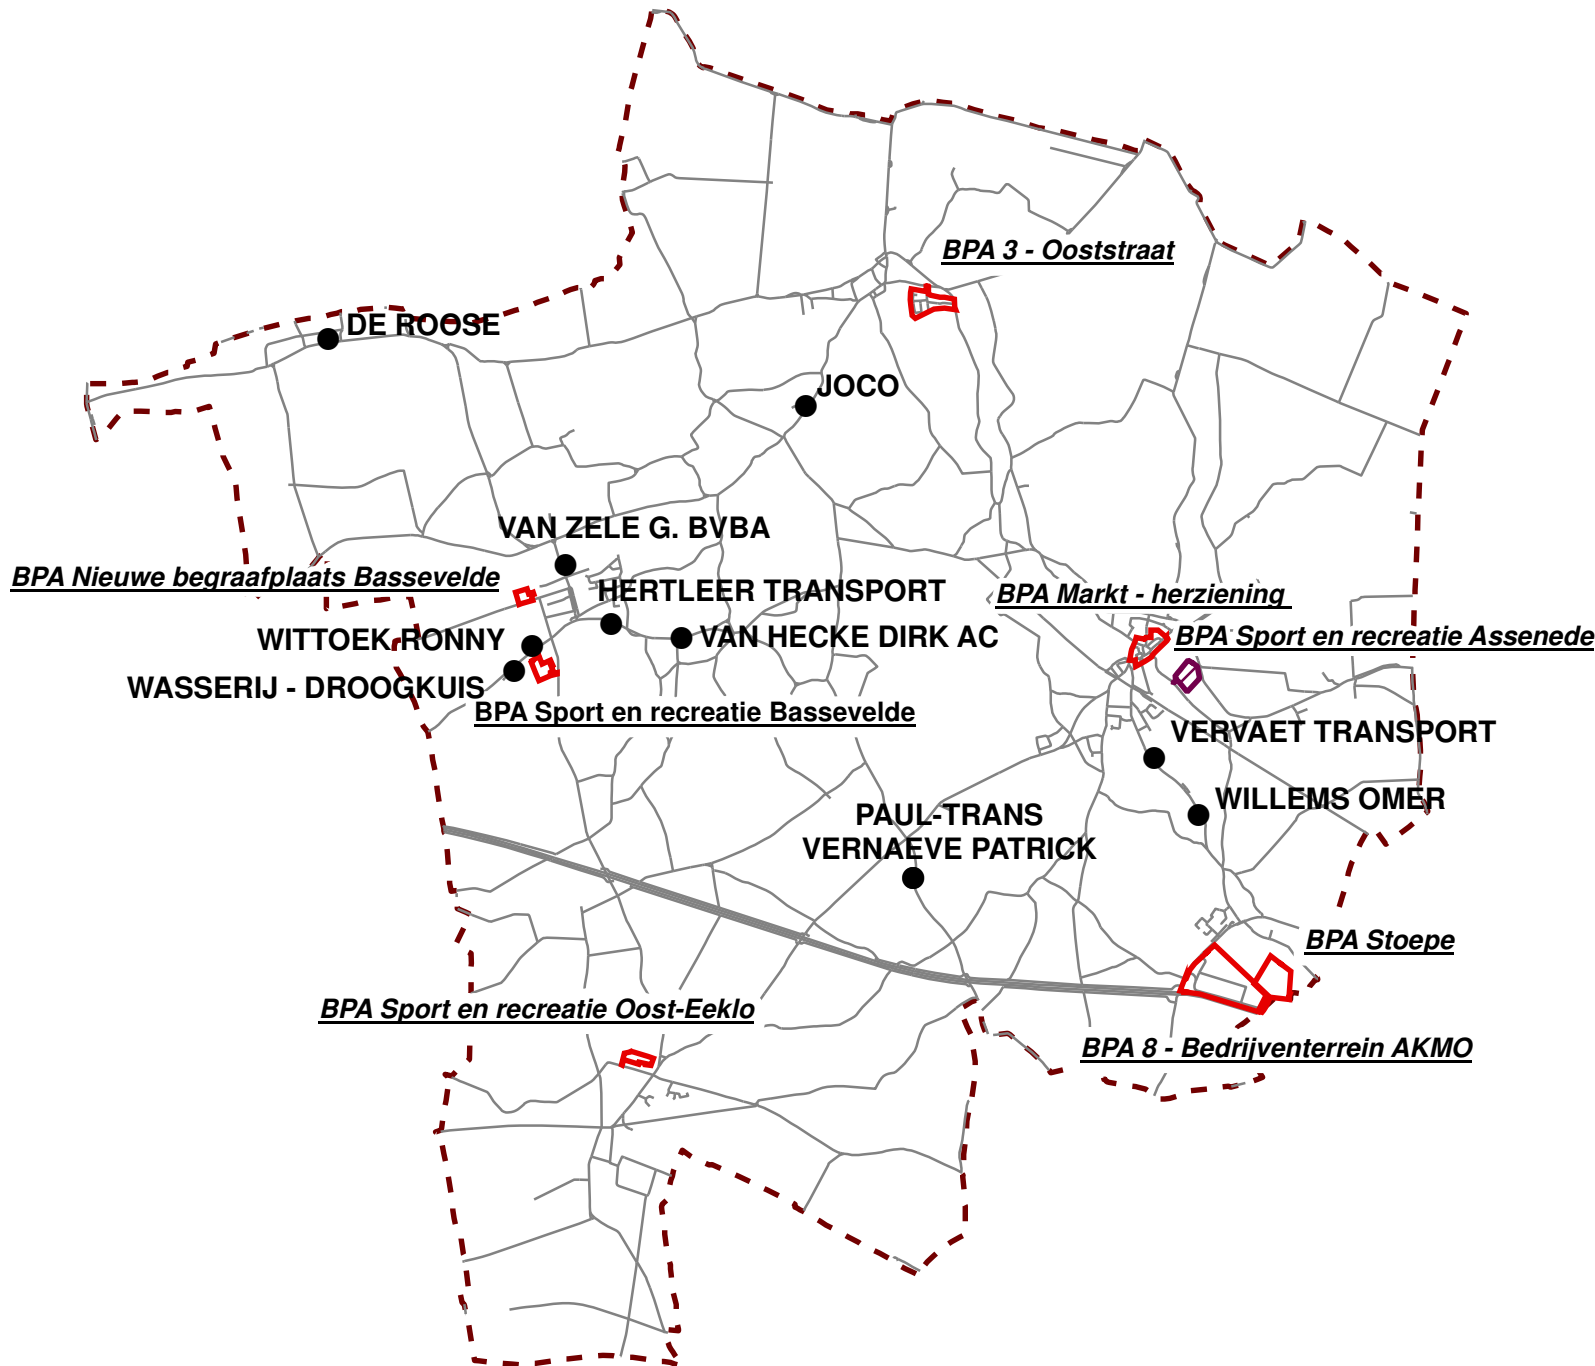 BPA 3 - Ooststraat
DE ROOSE
JOCO
VAN ZELE G. BVBA
BPA Nieuwe begraafplaats Bassevelde
HERTLEER TRANSPORT
BPA Markt - herziening
WITTOEK RONNY
VAN HECKE DIRK AC
BPA Sport en recreatie Assenede
WASSERIJ - DROOGKUIS
BPA Sport en recreatie Bassevelde
VERVAET TRANSPORT
WILLEMS OMER
PAUL-TRANS
VERNAEVE PATRICK
BPA Stoepe
BPA Sport en recreatie Oost-Eeklo
BPA 8 - Bedrijventerrein AKMO